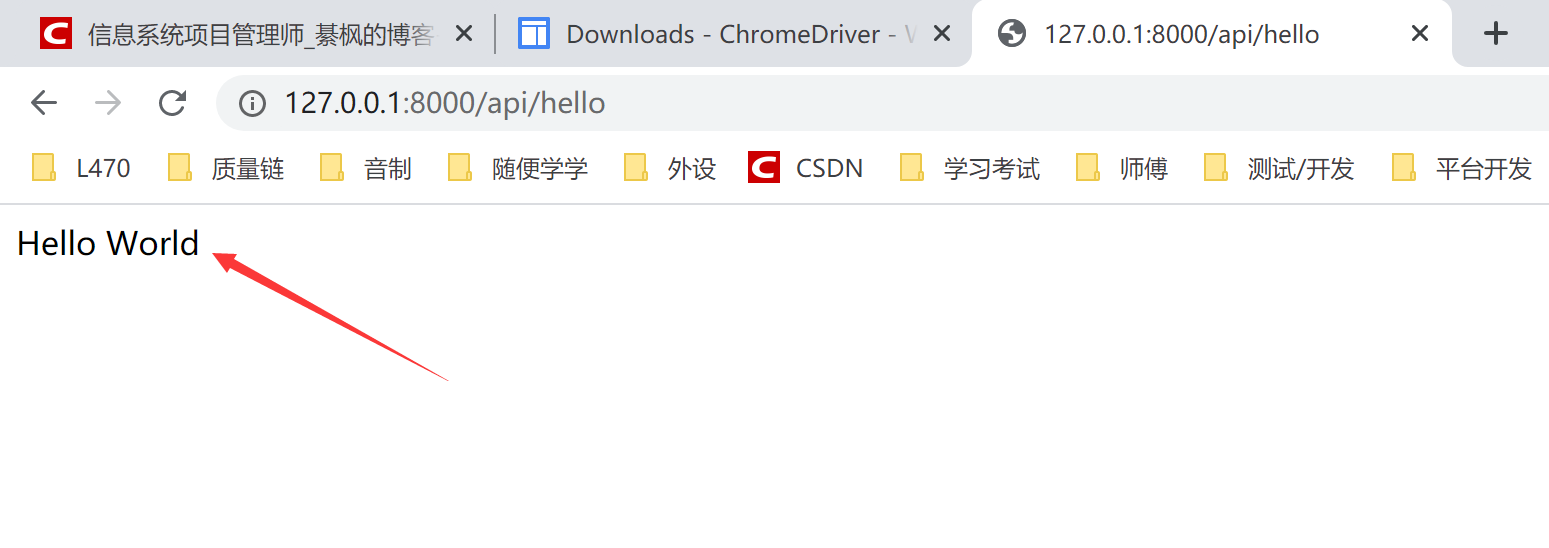 信息系统项目管理师_綦枫的博客
Downloads - ChromeDriver -
127.0.0.1:8000/api/hello
127.0.0.1:8000/api/hello
L470 质量链 音制 随便学学 外设 CSDN 学习考试 师傅 测试/开发 平台开发
Hello World